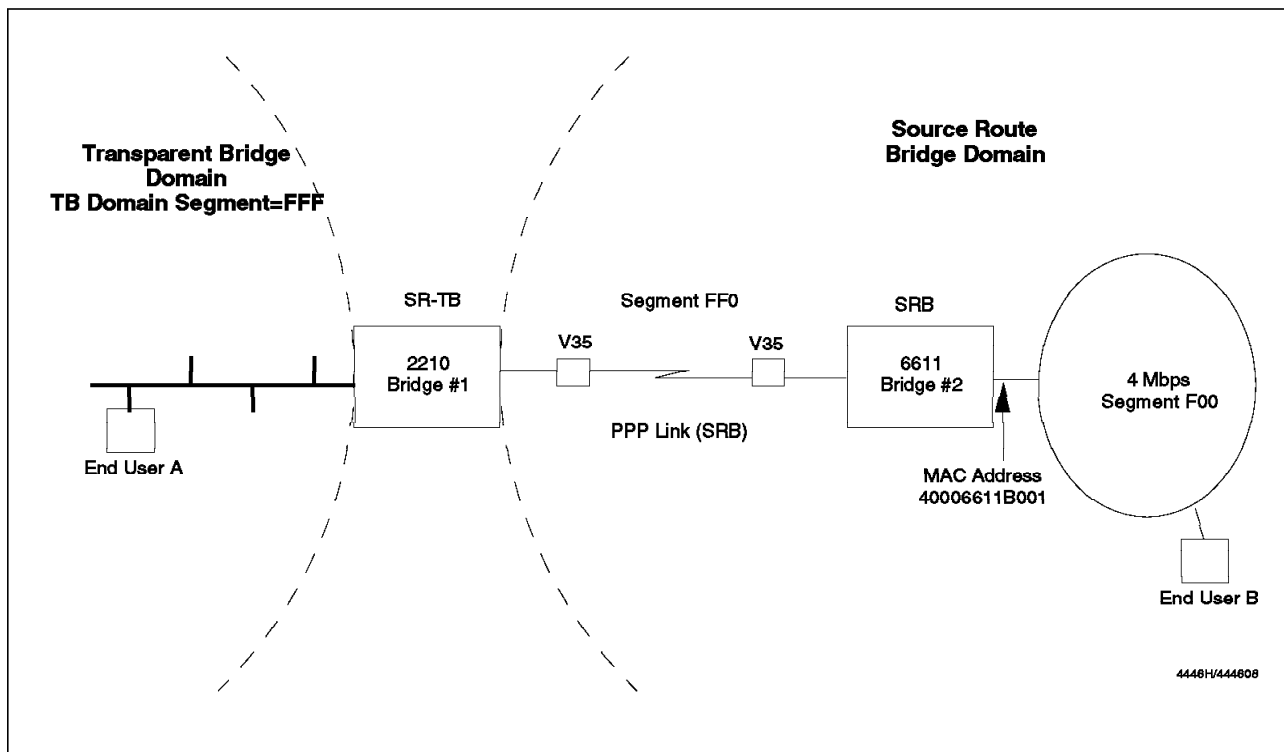 Transparent Bridge
Domain
TB Domain Segment=FFF
Source Route
Bridge Domain
SR-TB
Segment FF0
SRB
V35
V35
2210
Bridge #1
6611
Bridge #2
4 Mbps
Segment F00
PPP Link (SRB)
End User A
MAC Address
40006611B001
End User B
4446H/444608